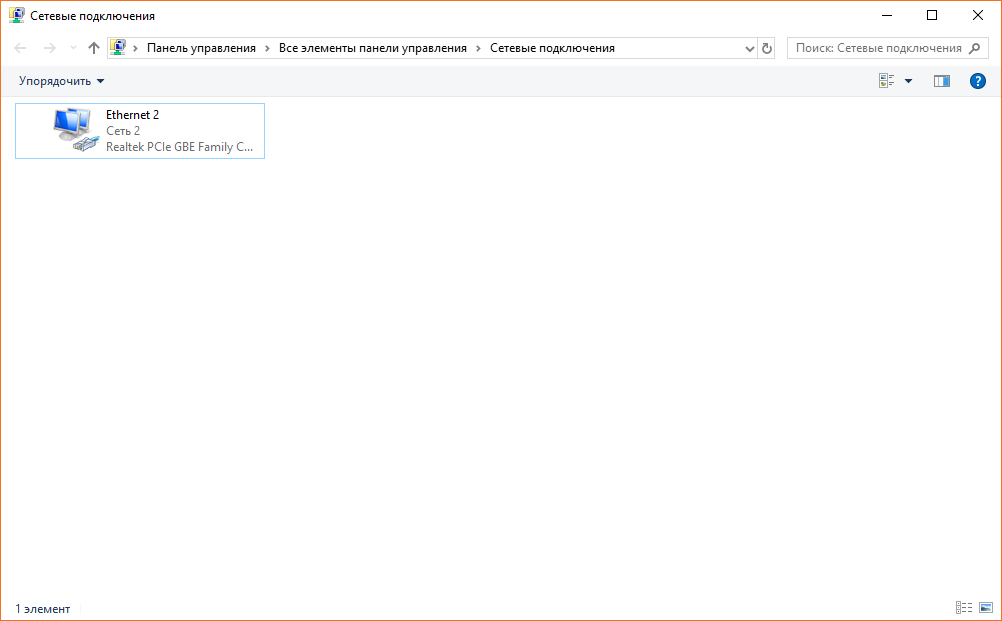 Сетевые подключения
Панель управления › Все элементы панели управления › Сетевые подключения
Поиск: Сетевые подключения
Упорядочить
?
Ethernet 2
Сеть 2
Realtek PCIe GBE Family C...
1 элемент